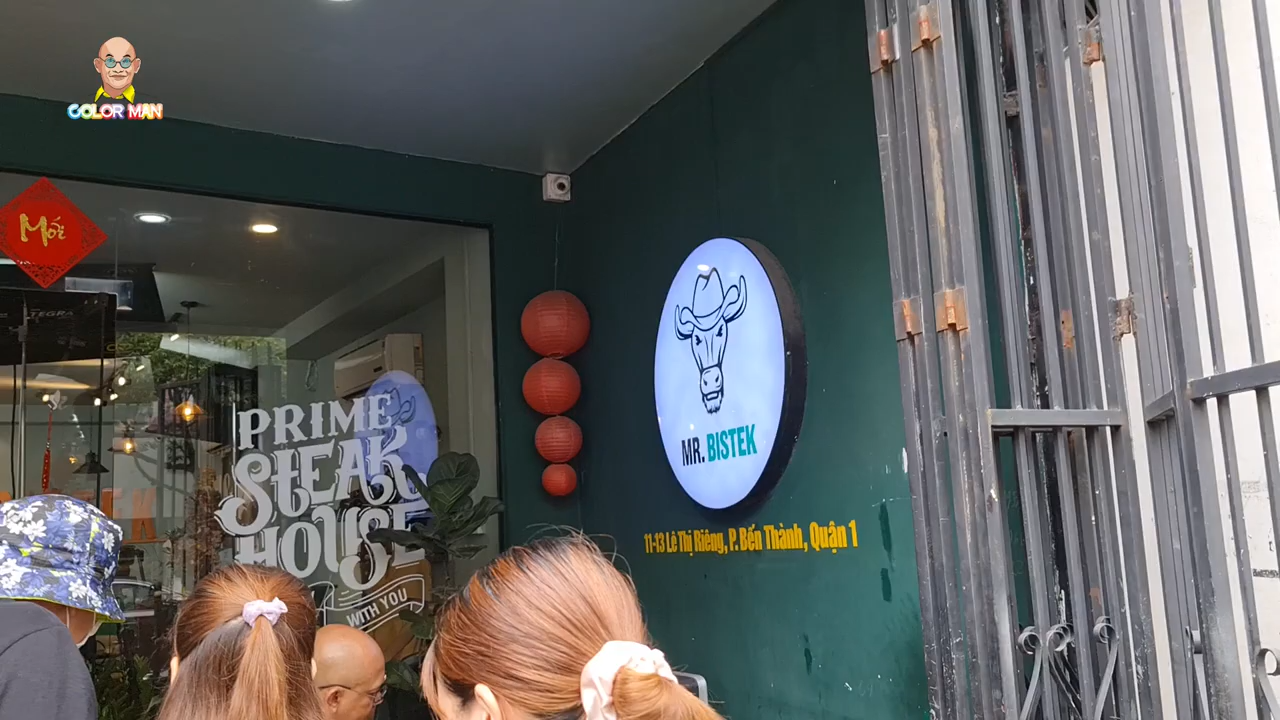 COLOR MAN
Mới
TEGRA
PRIME
STEAK
HOUSE
WITH YOU
MR. BISTEK
11-13 Lê Thị Riêng, P. Bến Thành, Quận 1